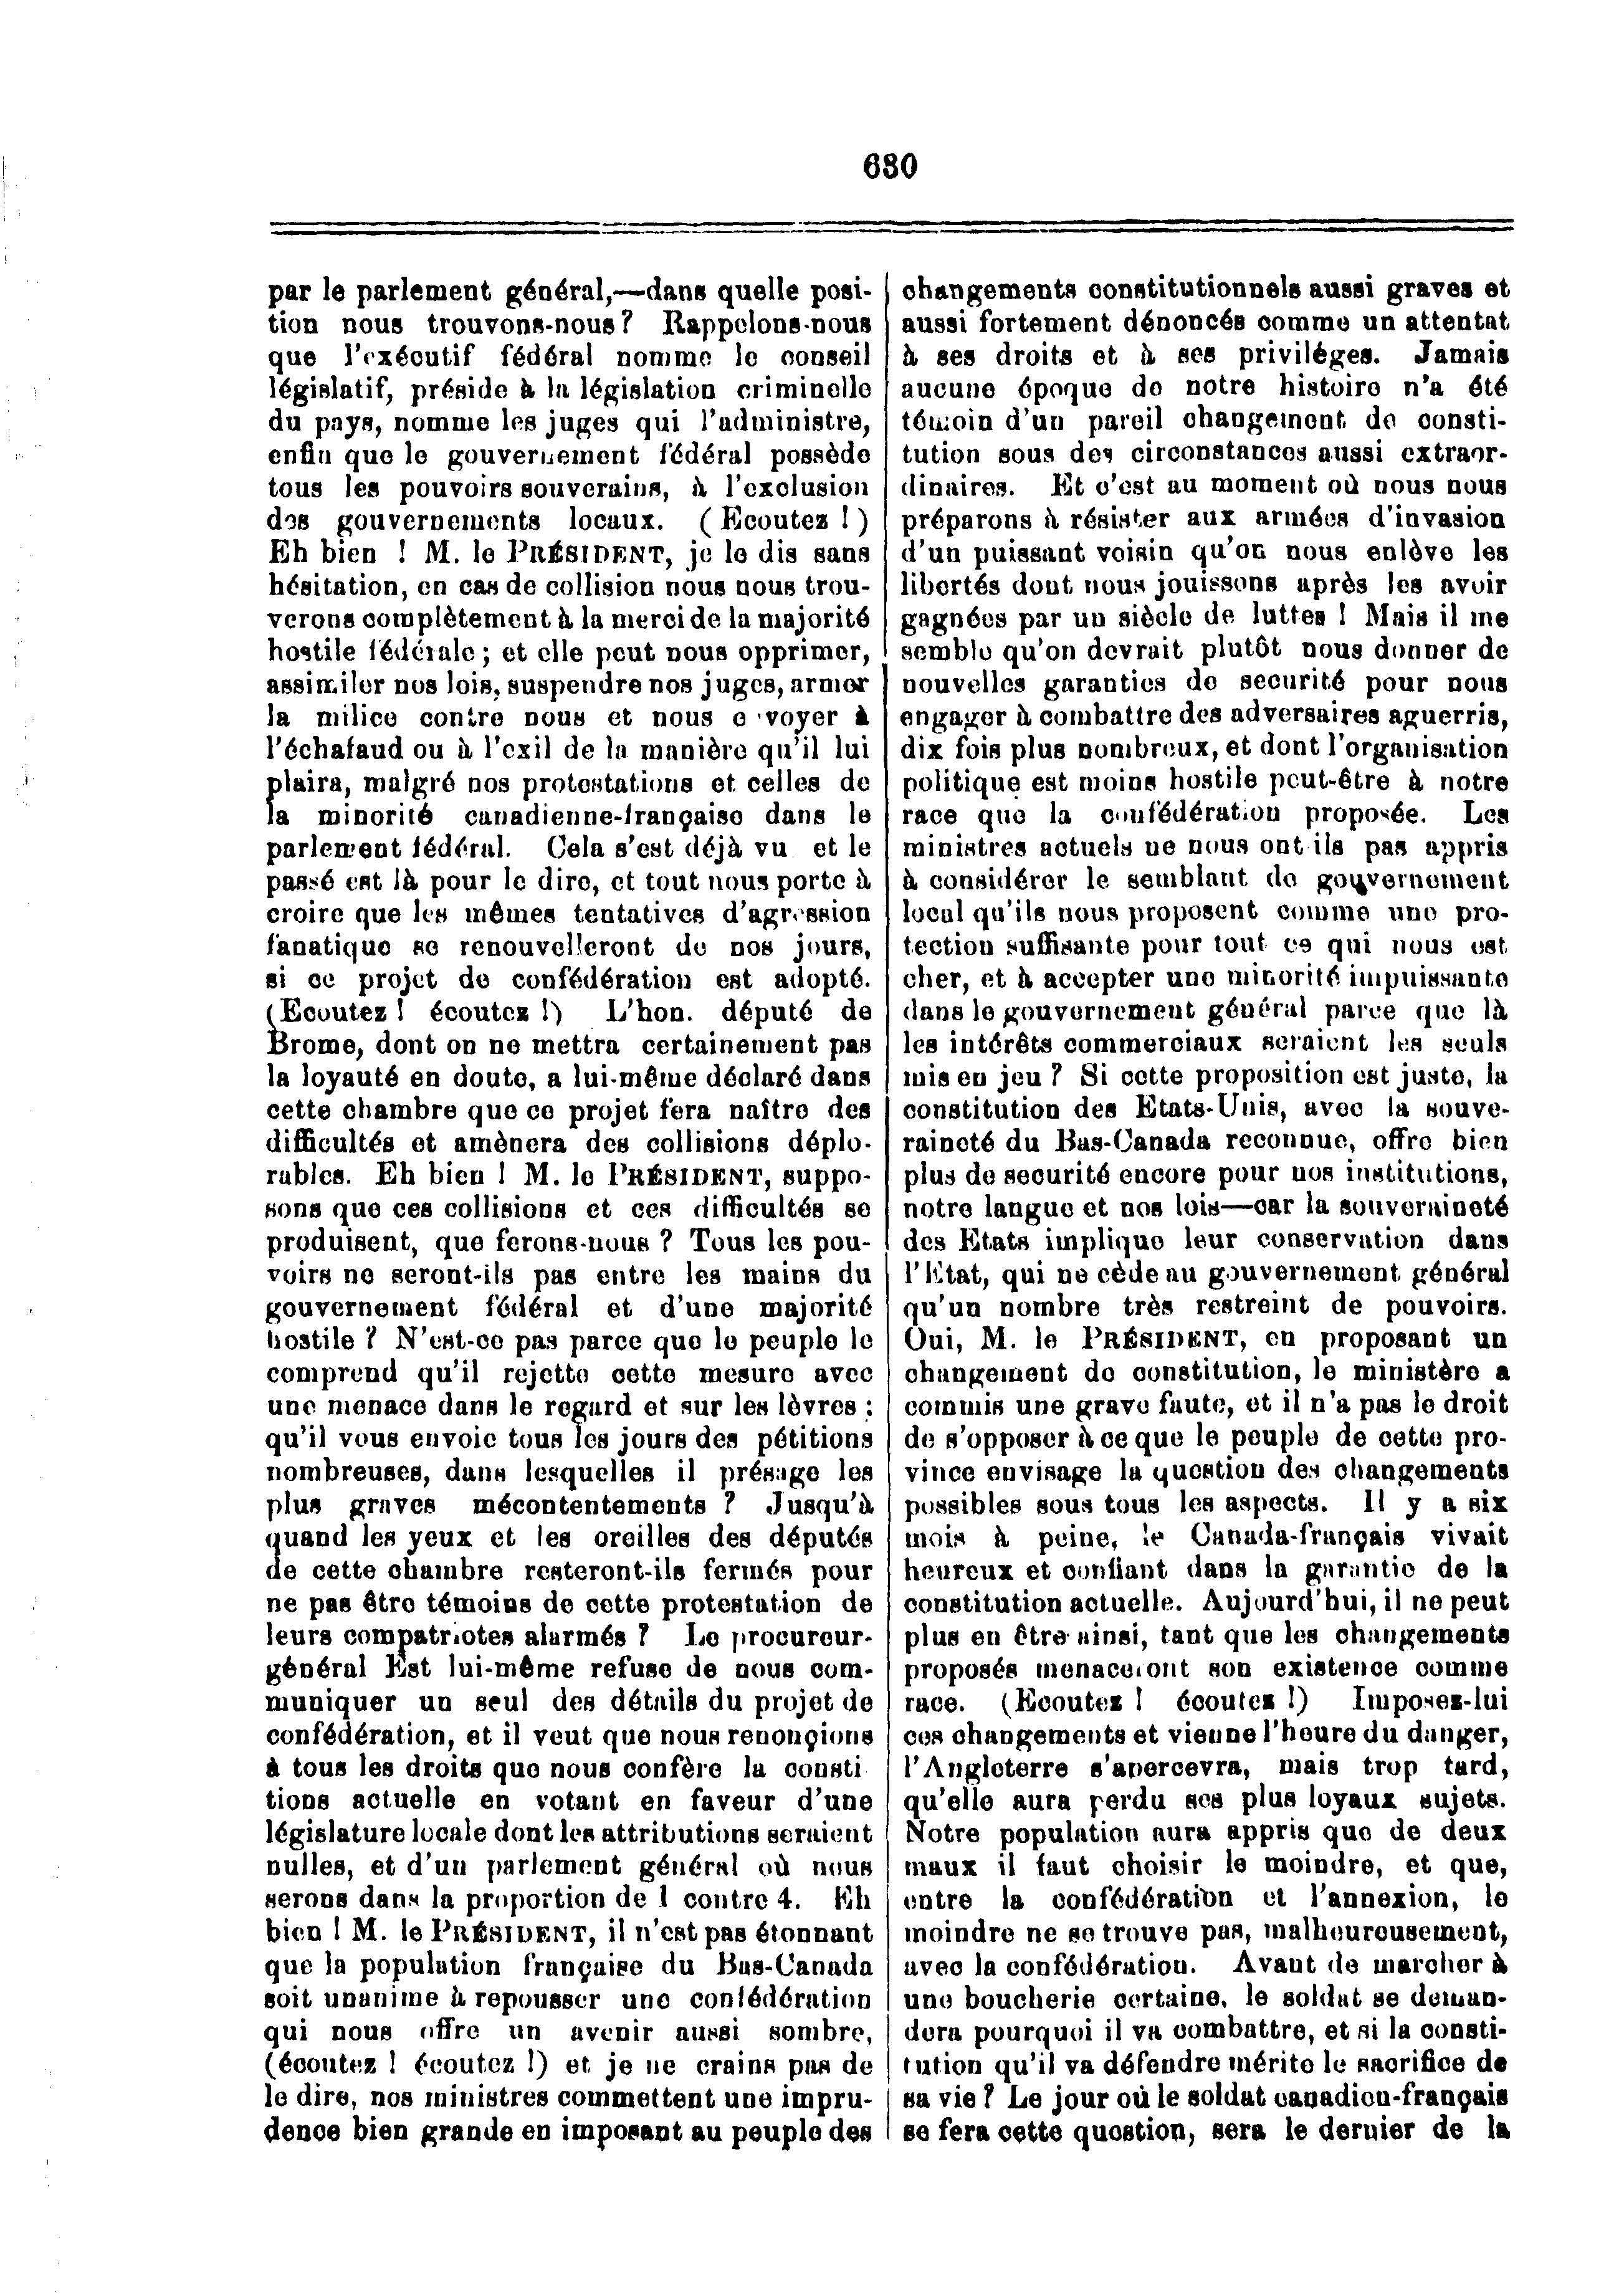 630
par le parlement général,—dans quelle posi-
tion nous trouvons-nous? Rappelons-nous
que l'exécutif fédéral nomme le conseil
législatif, préside à la législation criminelle
du pays, nomme les juges qui l'administre,
enfin que le gouvernement fédéral possède
tous les pouvoirs souverains, à l'exclusion
des gouvernements locaux. (Ecoutez !)
Eh bien ! M. le PRÉSIDENT, je le dis sans
hésitation, en cas de collision nous nous trou-
verons complètement à la merci de la majorité
hostile fédérale ; et elle peut nous opprimer,
assimiler nos lois, suspendre nos juges, armer
la milice contre nous et nous envoyer à
l'échafaud ou à l'exil de la manière qu'il lui
plaira, malgré nos protestations et celles de
la minorité canadienne-française dans le
parlement fédéral. Cela s'est déjà vu et le
passé est là pour le dire, et tout nous porte à
croire que les mêmes tentatives d'agression
fanatique se renouvelleront de nos jours,
si ce projet de confédération est adopté.
(Ecoutez ! écoutez !) L'hon. député de
Brome, dont on ne mettra certainement pas
la loyauté en doute, a lui-même déclaré dans
cette chambre que ce projet fera naître des
difficultés et amènera des collisions déplo-
rables. Eh bien ! M. le PRÉSIDENT, suppo-
sons que ces collisions et ces difficultés se
produisent, que ferons-nous ? Tous les pou-
voirs ne seront-ils pas entre les mains du
gouvernement fédéral et d'une majorité
hostile ? N'est-ce pas parce que le peuple le
comprend qu'il rejette cette mesure avec
une menace dans le regard et sur les lèvres ;
qu'il vous envoie tous les jours des pétitions
nombreuses, dans lesquelles il présage les
plus graves mécontentements ? Jusqu'à
quand les yeux et les oreilles des députés
de cette chambre resteront-ils fermés pour
ne pas être témoins de cette protestation de
leurs compatriotes alarmés ? Le procureur-
général Est lui-même refuse de nous com-
muniquer un seul des détails du projet de
confédération, et il veut que nous renonçions
à tous les droits que nous confère la consti
tions actuelle en votant en faveur d'une
législature locale dont les attributions seraient
nulles, et d'un parlement général où nous
serons dans la proportion de 1 contre 4. Eh
bien ! M. le PRÉSIDENT, il n'est pas étonnant
que la population française du Bas-Canada
soit unanime à repousser une confédération
qui nous offre un avenir aussi sombre,
(écoutez ! écoutez !) et je ne crains pas de
le dire, nos ministres commettent une impru-
dence bien grande en imposant au peuple des
changements constitutionnels aussi graves et
aussi fortement dénoncés comme un attentat
à ses droits et à ses priviléges. Jamais
aucune époque de notre histoire n'a été
témoin d'un pareil changement de consti-
tution sous des circonstances aussi extraor-
dinaires. Et c'est au moment où nous nous
préparons à résister aux armées d'invasion
d'un puissant voisin qu'on nous enlève les
libertés dont nous jouissons après les avoir
gagnées par un siècle de luttes ! Mais il me
semble qu'on devrait plutôt nous donner de
nouvelles garanties de securité pour nous
engager à combattre des adversaires aguerris,
dix fois plus nombreux, et dont l'organisation
politique est moins hostile peut-être à notre
race que la confédération proposée. Les
ministres actuels ne nous ont ils pas appris
à considérer le semblant de gouvernement
local qu'ils nous proposent comme une pro-
tection suffisante pour tout ce qui nous est
cher, et à accepter une minorité impuissante
dans le gouvernement général parce que là
les intérêts commerciaux seraient les seuls
mis en jeu ? Si cette proposition est juste, la
constitution des Etats-Unis, avec la souve-
raineté du Bas-Canada reconnue, offre bien
plus de securité encore pour nos institutions,
notre langue et nos lois—car la souveraineté
des Etats implique leur conservation dans
l'Etat, qui ne cède au gouvernement général
qu'un nombre très restreint de pouvoirs.
Oui, M. le PRÉSIDENT, en proposant un
changement de constitution, le ministère a
commis une grave faute, et il n'a pas le droit
de s'opposer à ce que le peuple de cette pro-
vince envisage la question des changements
possibles sous tous les aspects. Il y a six
mois à peine, le Canada-français vivait
heureux et confiant dans la garantie de la
constitution actuelle. Aujourd'hui, il ne peut
plus en être ainsi, tant que les changements
proposés menaceront son existence comme
race. (Ecoutez ! écoutez !) Imposez-lui
ces changements et vienne l'heure du danger,
l'Angleterre s'apercevra, mais trop tard,
qu'elle aura perdu ses plus loyaux sujets.
Notre population aura appris que de deux
maux il faut choisir le moindre, et que,
entre la confédération et l'annexion, le
moindre ne se trouve pas, malheureusement,
avec la confédération. Avant de marcher à
une boucherie certaine, le soldat se deman-
dera pourquoi il va combattre, et si la consti-
tution qu'il va défendre mérite le sacrifice de
sa vie ? Le jour où le soldat canadien-français
se fera cette question, sera le dernier de la